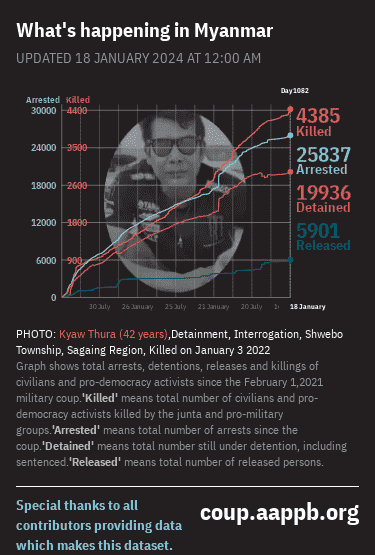 What's happening in Myanmar
UPDATED 18 JANUARY 2024 AT 12:00 AM
Day1082
Arrested Killed
30000 4400
4385
Killed
24000 3500
25837
Arrested
18000 2600
19936
Detained
12000 1800
5901
Released
6000 900
0
30 July 26 January 25 July 21 January 20 July 18 January
PHOTO: Kyaw Thura (42 years),Detainment, Interrogation, Shwebo
Township, Sagaing Region, Killed on January 3 2022
Graph shows total arrests, detentions, releases and killings of
civilians and pro-democracy activists since the February 1,2021
military coup.'Killed' means total number of civilians and pro-
democracy activists killed by the junta and pro-military
groups.'Arrested' means total number of arrests since the
coup.'Detained' means total number still under detention, including
sentenced.'Released' means total number of released persons.
Special thanks to all
contributors providing data
which makes this dataset.
coup.aappb.org